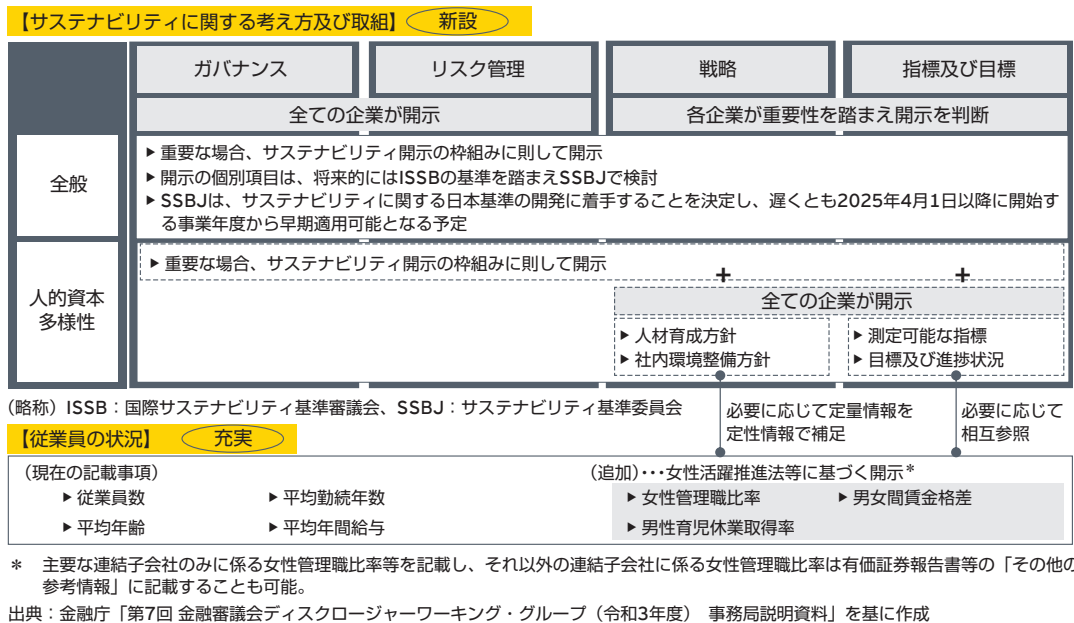 【サステナビリティに関する考え方及び取組】 新設
ガバナンス
リスク管理
戦略
指標及び目標
全ての企業が開示
各企業が重要性を踏まえ開示を判断
全般
▶重要な場合、サステナビリティ開示の枠組みに則して開示
▶開示の個別項目は、将来的にはISSBの基準を踏まえSSBJで検討
▶SSBJは、サステナビリティに関する日本基準の開発に着手することを決定し、遅くとも2025年4月1日以降に開始す
る事業年度から早期適用可能となる予定
人的資本
多様性
▶重要な場合、サステナビリティ開示の枠組みに則して開示
+
+
全ての企業が開示
▶人材育成方針
▶社内環境整備方針
▶測定可能な指標
▶目標及び進捗状況
(略称)ISSB:国際サステナビリティ基準審議会、SSBJ:サステナビリティ基準委員会
必要に応じて定量情報を
定性情報で補足
必要に応じて
相互参照
【従業員の状況】 充実
(現在の記載事項)
▶従業員数
▶平均勤続年数
▶平均年齢
▶平均年間給与
(追加)・・・女性活躍推進法等に基づく開示*
▶女性管理職比率
▶男女間賃金格差
▶男性育児休業取得率
* 主要な連結子会社のみに係る女性管理職比率等を記載し、それ以外の連結子会社に係る女性管理職比率は有価証券報告書等の「その他の
参考情報」に記載することも可能。
出典:金融庁「第7回 金融審議会ディスクロージャーワーキング・グループ(令和3年度) 事務局説明資料」を基に作成